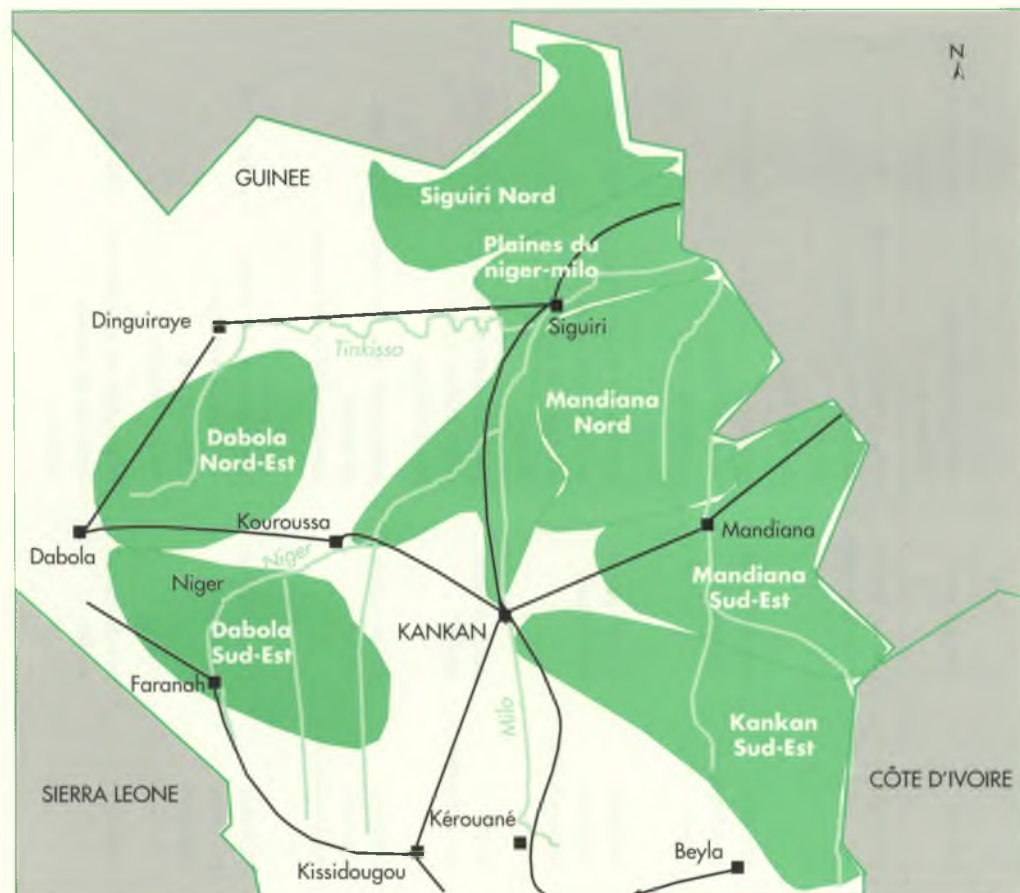 N
GUINEE
Siguiri Nord
Plaines du
niger-milo
Dinguiraye
Siguiri
Tinkisso
Mandiana
Nord
Dabola
Nord-Est
Kouroussa
Mandiana
Dabola
Niger
Niger
Mandiana
Sud-Est
KANKAN
Dabola
Sud-Est
Faranah
Milo
Kankan
Sud-Est
SIERRA LEONE
CÔTE D'IVOIRE
Kérouané
Beyla
Kissidougou